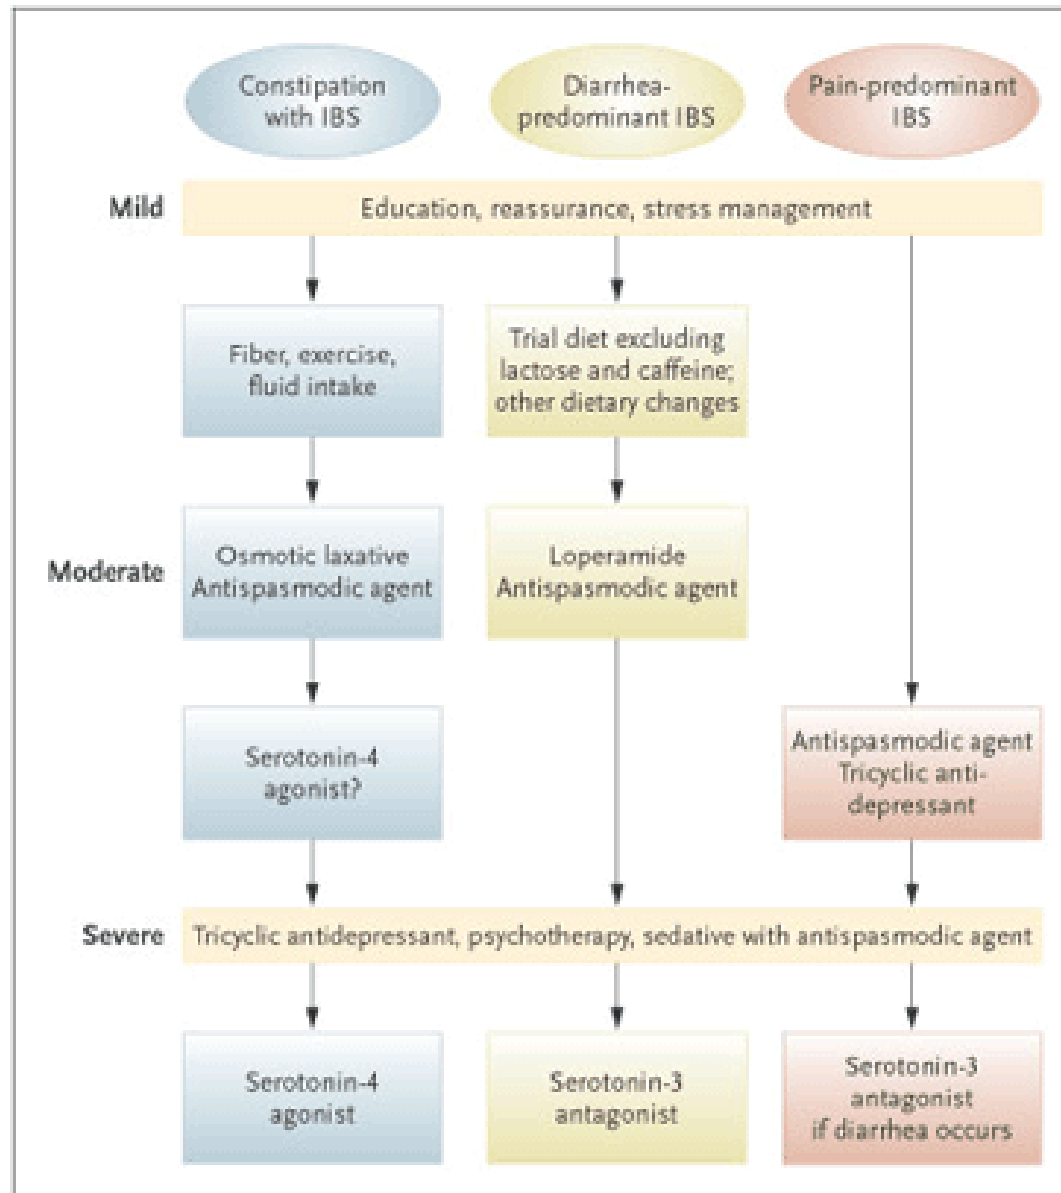 Constipation
with IBS
Diarrhea-
predominant IBS
Pain-predominant
IBS
Mild
Education, reassurance, stress management
Fiber, exercise,
fluid intake
Trial diet excluding
lactose and caffeine;
other dietary changes
Moderate
Osmotic laxative
Antispasmodic agent
Loperamide
Antispasmodic agent
Serotonin-4
agonist?
Antispasmodic agent
Tricyclic anti-
depressant
Severe
Tricyclic antidepressant, psychotherapy, sedative with antispasmodic agent
Serotonin-4
agonist
Serotonin-3
antagonist
Serotonin-3
antagonist
if diarrhea occurs